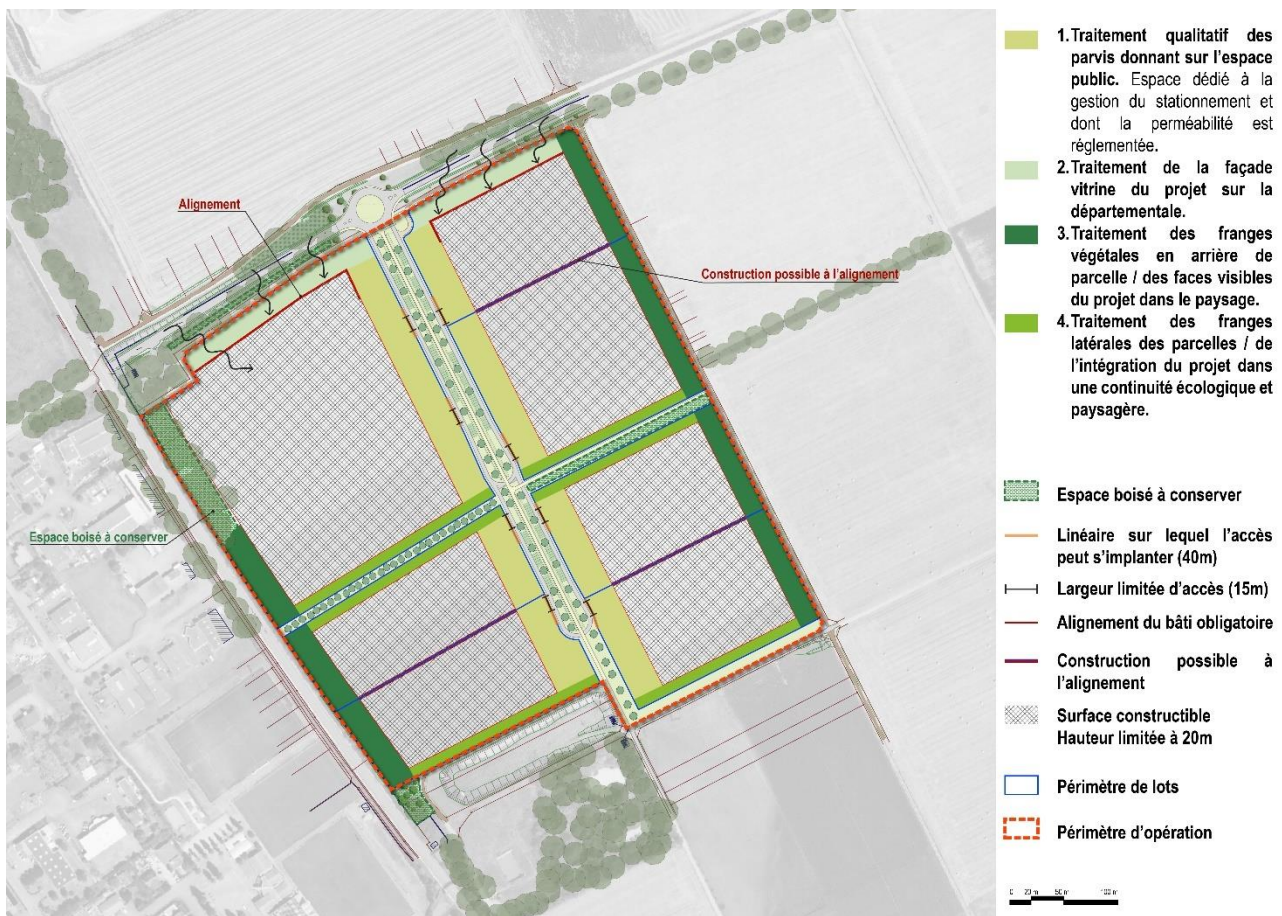 Alignement
Construction possible à l'alignement
Espace boisé à conserver
1. Traitement qualitatif des
parvis donnant sur l'espace
public. Espace dédié à la
gestion du stationnement et
dont la perméabilité est
réglementée.
2. Traitement de la façade
vitrine du projet sur la
départementale.
3. Traitement des franges
végétales en arrière de
parcelle / des faces visibles
du projet dans le paysage.
4. Traitement des franges
latérales des parcelles / de
l'intégration du projet dans
une continuité écologique et
paysagère.
Espace boisé à conserver
Linéaire sur lequel l'accès
peut s'implanter (40m)
Largeur limitée d'accès (15m)
Alignement du bâti obligatoire
Construction possible à
l'alignement
Surface constructible
Hauteur limitée à 20m
Périmètre de lots
Périmètre d'opération
0 20 m 50 m 100 m